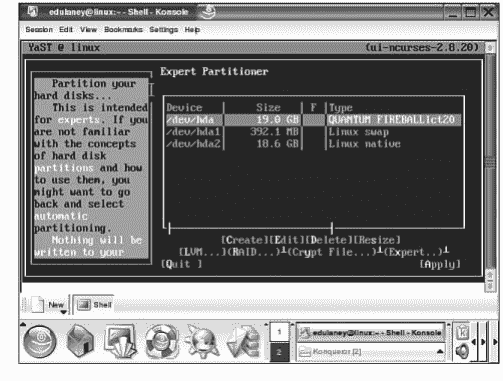 edulaney@linux:~ - Shell - Konsole
Session Edit View Bookmarks Settings Help
YaST @ linux (ui-ncurses-2.8.20)
Partition your
hard disks...
This is intended
for experts. If you
are not familiar
with the concepts
of hard disk
partitions and how
to use them, you
might want to go
back and select
automatic
partitioning.
Nothing will be
written to your
Expert Partitioner
Device | Size | F | Type
/dev/hda | 19.0 GB | | QUANTUM FIREBALLlct20
/dev/hda1 | 392.1 MB | | Linux swap
/dev/hda2 | 18.6 GB | | Linux native
[Create][Edit][Delete][Resize]
[LVM...](RAID...)┴(Crypt File...)┴(Expert..)┴
[Quit ] [Apply]
New Shell
1 edulaney@linux:~ - Shell - Konsole
2 Konqueror [2]